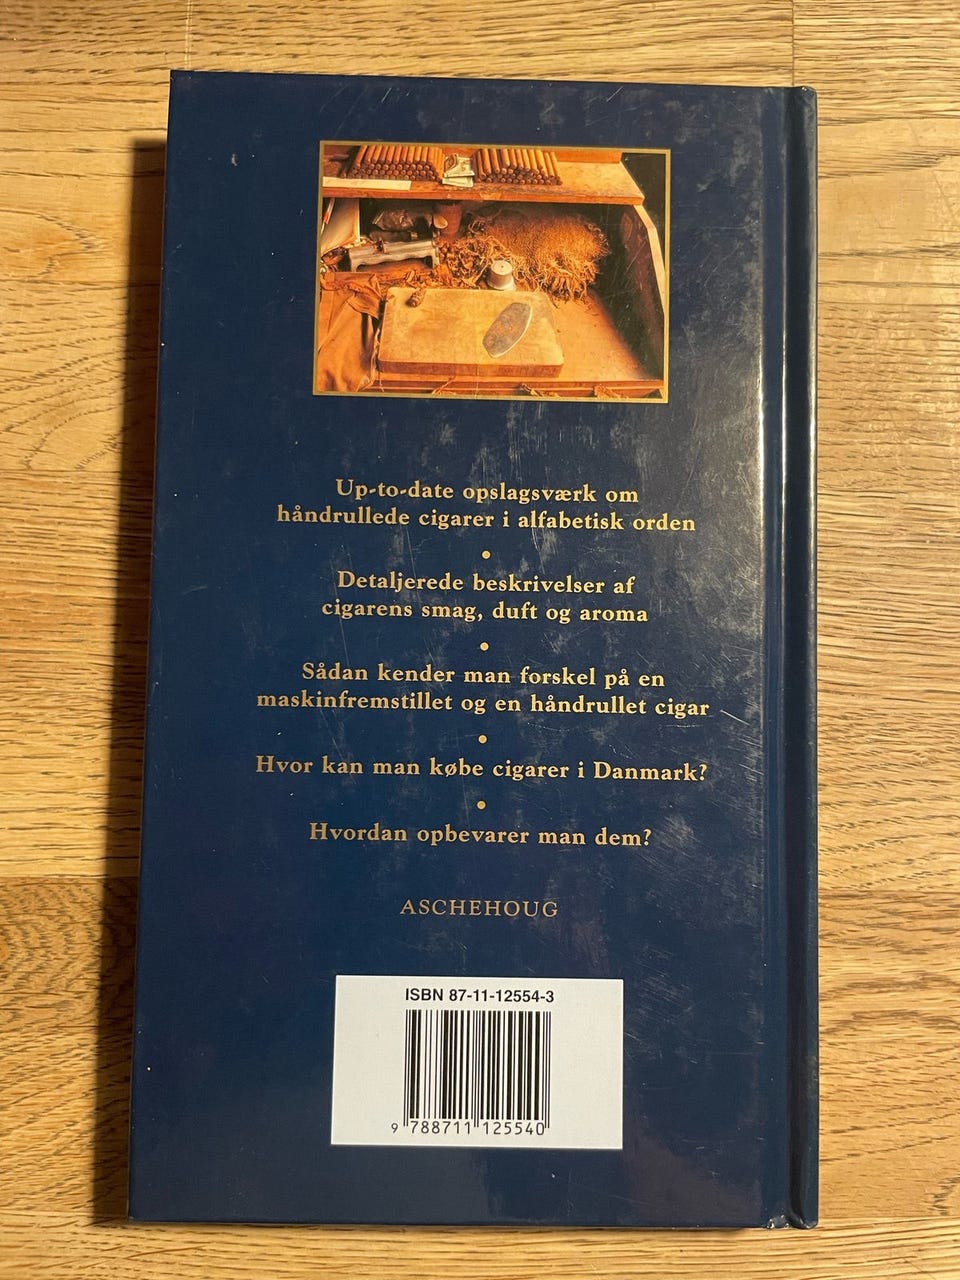 Up-to-date opslagsværk om
håndrullede cigarer i alfabetisk orden
•
Detaljerede beskrivelser af
cigarens smag, duft og aroma
•
Sådan kender man forskel på en
maskinfremstillet og en håndrullet cigar
•
Hvor kan man købe cigarer i Danmark?
•
Hvordan opbevarer man dem?
ASCHEHOUG
ISBN 87-11-12554-3
9 788711 125540